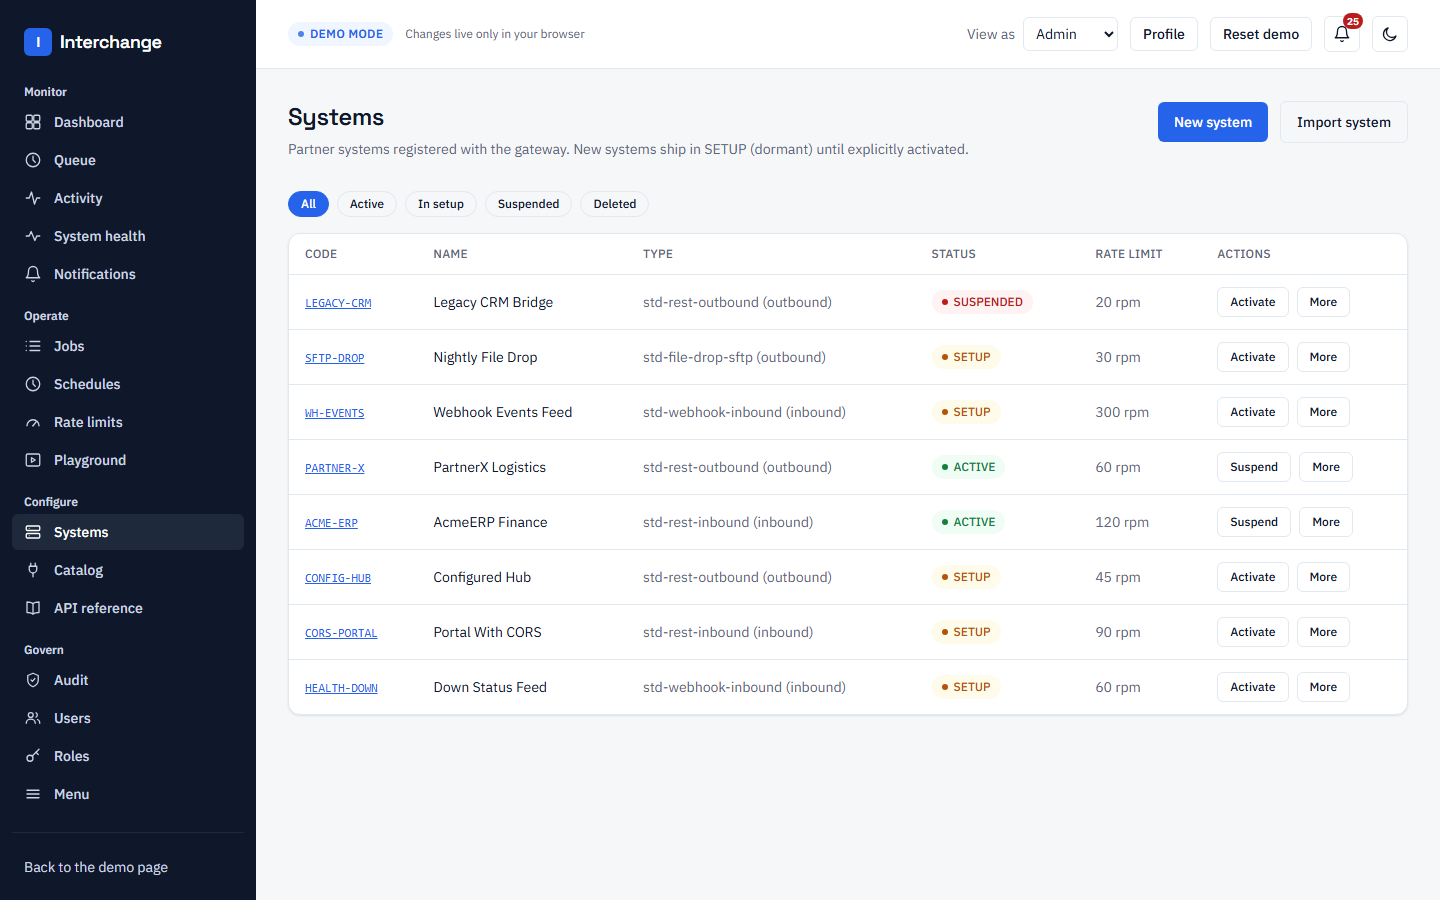 I Interchange
Monitor
Dashboard
Queue
Activity
System health
Notifications
Operate
Jobs
Schedules
Rate limits
Playground
Configure
Systems
Catalog
API reference
Govern
Audit
Users
Roles
Menu
Back to the demo page
DEMO MODE Changes live only in your browser View as Admin Profile Reset demo 25
Systems
Partner systems registered with the gateway. New systems ship in SETUP (dormant) until explicitly activated.
New system Import system
All Active In setup Suspended Deleted
CODE NAME TYPE STATUS RATE LIMIT ACTIONS
LEGACY-CRM Legacy CRM Bridge std-rest-outbound (outbound) SUSPENDED 20 rpm Activate More
SFTP-DROP Nightly File Drop std-file-drop-sftp (outbound) SETUP 30 rpm Activate More
WH-EVENTS Webhook Events Feed std-webhook-inbound (inbound) SETUP 300 rpm Activate More
PARTNER-X PartnerX Logistics std-rest-outbound (outbound) ACTIVE 60 rpm Suspend More
ACME-ERP AcmeERP Finance std-rest-inbound (inbound) ACTIVE 120 rpm Suspend More
CONFIG-HUB Configured Hub std-rest-outbound (outbound) SETUP 45 rpm Activate More
CORS-PORTAL Portal With CORS std-rest-inbound (inbound) SETUP 90 rpm Activate More
HEALTH-DOWN Down Status Feed std-webhook-inbound (inbound) SETUP 60 rpm Activate More